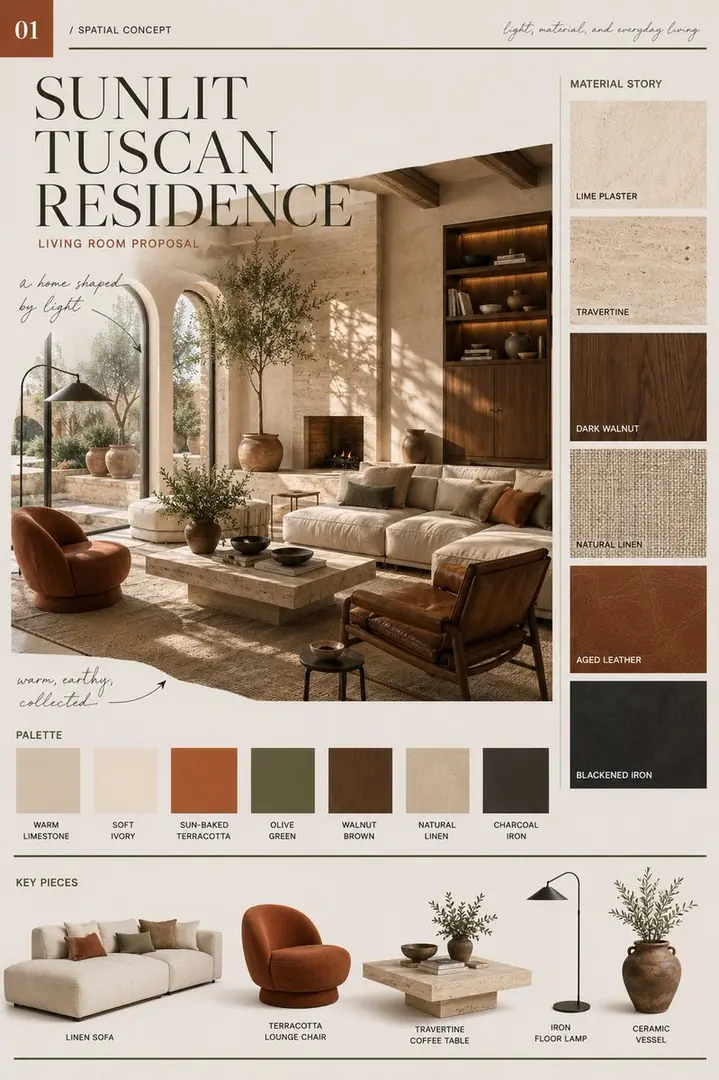 01
/ SPATIAL CONCEPT
light, material, and everyday living
SUNLIT
TUSCAN
RESIDENCE
LIVING ROOM PROPOSAL
a home shaped
by light
warm, earthy,
collected
MATERIAL STORY
LIME PLASTER
TRAVERTINE
DARK WALNUT
NATURAL LINEN
AGED LEATHER
BLACKENED IRON
PALETTE
WARM
LIMESTONE
SOFT
IVORY
SUN-BAKED
TERRACOTTA
OLIVE
GREEN
WALNUT
BROWN
NATURAL
LINEN
CHARCOAL
IRON
KEY PIECES
LINEN SOFA
TERRACOTTA
LOUNGE CHAIR
TRAVERTINE
COFFEE TABLE
IRON
FLOOR LAMP
CERAMIC
VESSEL